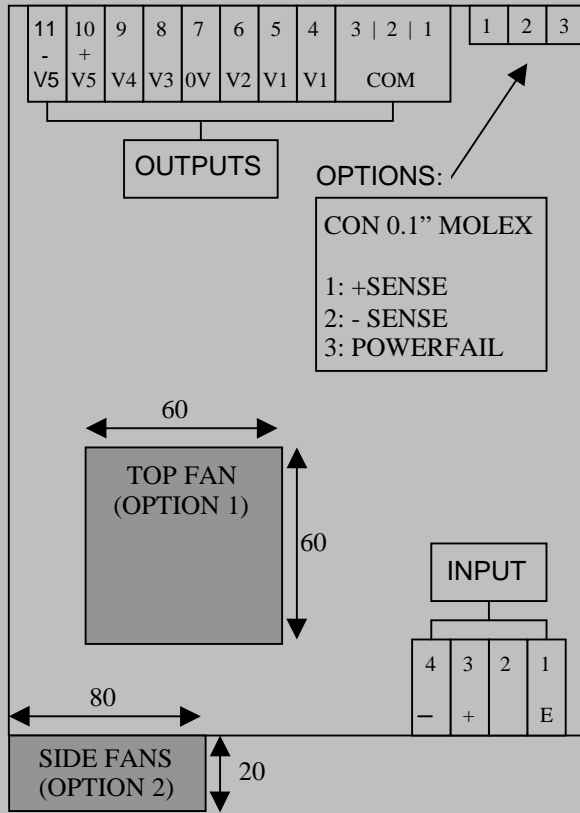 11 10 9 8 7 6 5 4 3 | 2 | 1
- +
V5 V5 V4 V3 0V V2 V1 V1 COM
1 2 3
OUTPUTS
OPTIONS:
CON 0.1” MOLEX
1: +SENSE
2: - SENSE
3: POWERFAIL
60
TOP FAN
(OPTION 1)
60
INPUT
4 3 2 1
– + E
80
SIDE FANS
(OPTION 2)
20